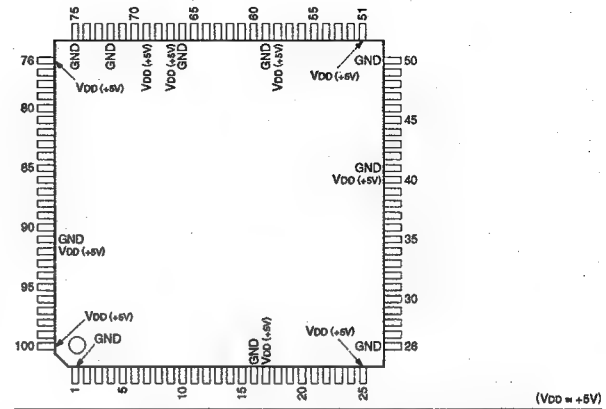 75 70 65 60 55 51
GND GND VDD (+5V) VDD (+5V) GND GND VDD (+5V) VDD (+5V) GND
76 50
VDD (+5V)
80
45
85
GND
VDD (+5V) 40
90
GND
VDD (+5V)
35
95
30
VDD (+5V)
GND
VDD (+5V)
GND VDD (+5V)
GND
100 26
1 5 10 15 20 25
(VDD = +5V)